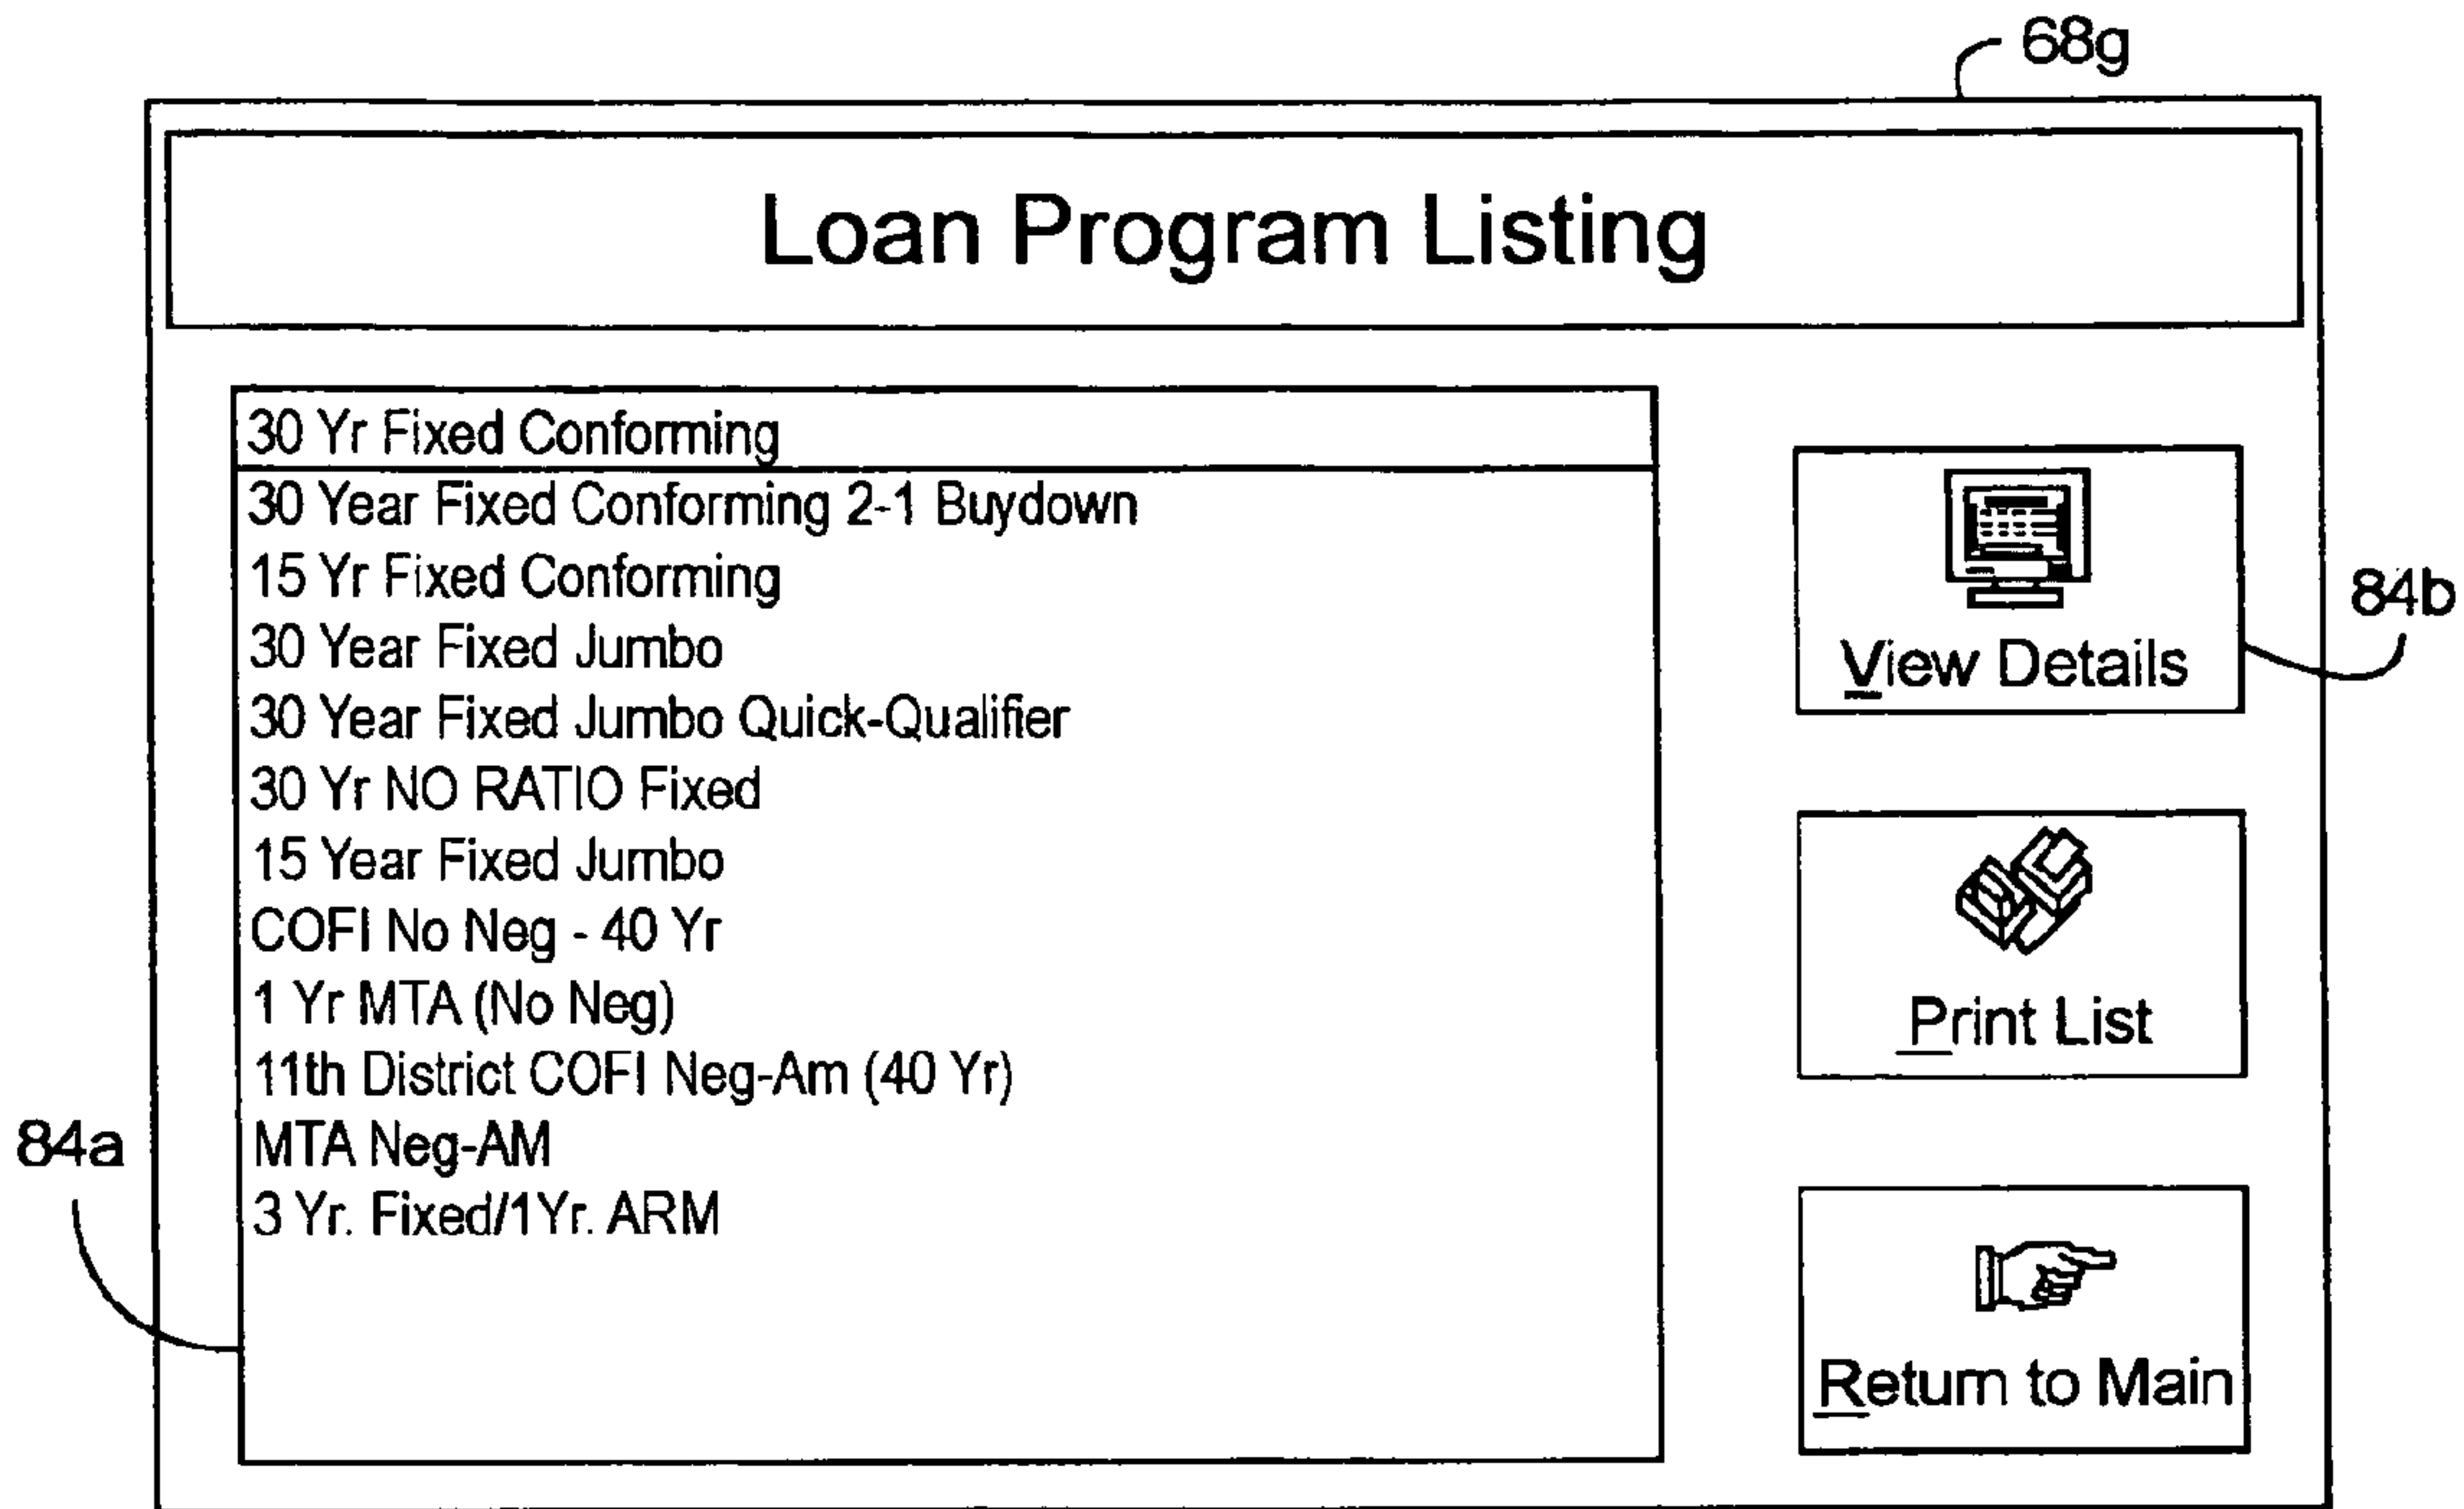 68g
Loan Program Listing
30 Yr Fixed Conforming
30 Year Fixed Conforming 2-1 Buydown
15 Yr Fixed Conforming
30 Year Fixed Jumbo
30 Year Fixed Jumbo Quick-Qualifier
30 Yr NO RATIO Fixed
15 Year Fixed Jumbo
COFI No Neg - 40 Yr
1 Yr MTA (No Neg)
11th District COFI Neg-Am (40 Yr)
MTA Neg-AM
3 Yr. Fixed/1Yr. ARM
84a
View Details
84b
Print List
Return to Main